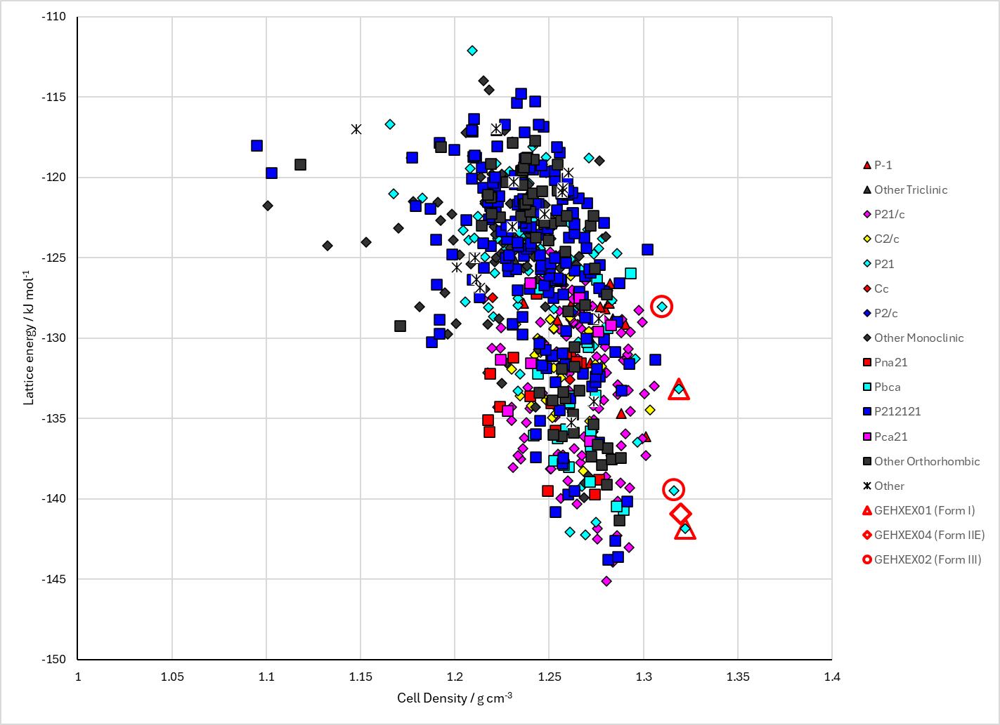 -110
-115
-120
-125
-130
-135
-140
-145
-150
Lattice energy / kJ mol⁻¹
1
1.05
1.1
1.15
1.2
1.25
1.3
1.35
1.4
Cell Density / g cm⁻³
P-1
Other Triclinic
P21/c
C2/c
P21
Cc
P2/c
Other Monoclinic
Pna21
Pbca
P212121
Pca21
Other Orthorhombic
Other
GEHXEX01 (Form I)
GEHXEX04 (Form IIE)
GEHXEX02 (Form III)